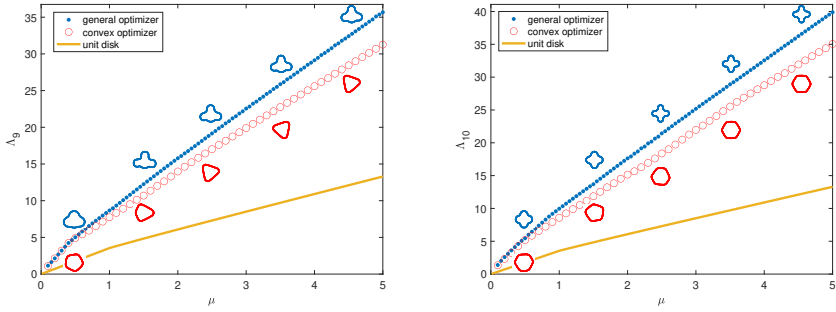 general optimizer
convex optimizer
unit disk
35
30
25
20
15
10
5
0
Λ9
0 1 2 3 4 5
μ
general optimizer
convex optimizer
unit disk
40
35
30
25
20
15
10
5
0
Λ10
0 1 2 3 4 5
μ